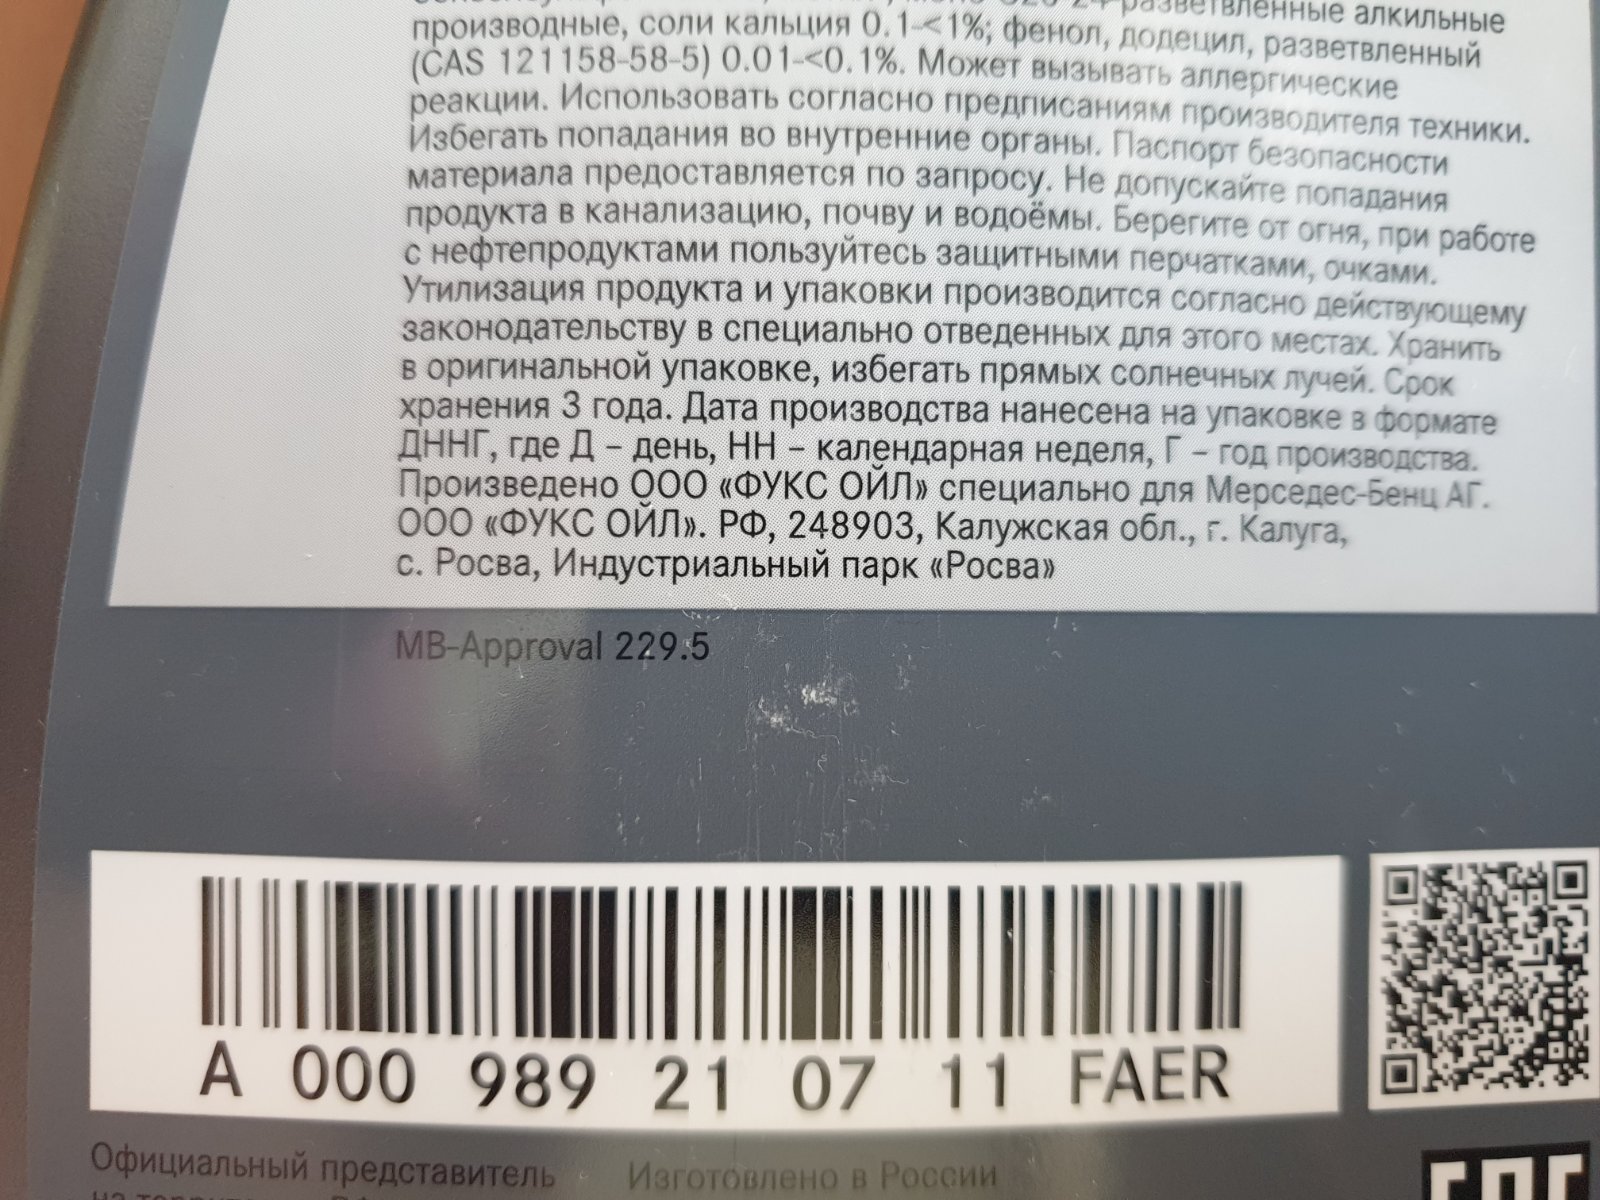 разветвленные алкильные
производные, соли кальция 0.1-<1%; фенол, додецил, разветвленный
(CAS 121158-58-5) 0.01-<0.1%. Может вызывать аллергические
реакции. Использовать согласно предписаниям производителя техники.
Избегать попадания во внутренние органы. Паспорт безопасности
материала предоставляется по запросу. Не допускайте попадания
продукта в канализацию, почву и водоёмы. Берегите от огня, при работе
с нефтепродуктами пользуйтесь защитными перчатками, очками.
Утилизация продукта и упаковки производится согласно действующему
законодательству в специально отведенных для этого местах. Хранить
в оригинальной упаковке, избегать прямых солнечных лучей. Срок
хранения 3 года. Дата производства нанесена на упаковке в формате
ДННГ, где Д – день, НН – календарная неделя, Г – год производства.
Произведено ООО «ФУКС ОЙЛ» специально для Мерседес-Бенц АГ.
ООО «ФУКС ОЙЛ». РФ, 248903, Калужская обл., г. Калуга,
с. Росва, Индустриальный парк «Росва»
MB-Approval 229.5
A 000 989 21 07 11 FAER
Официальный представитель
Изготовлено в России